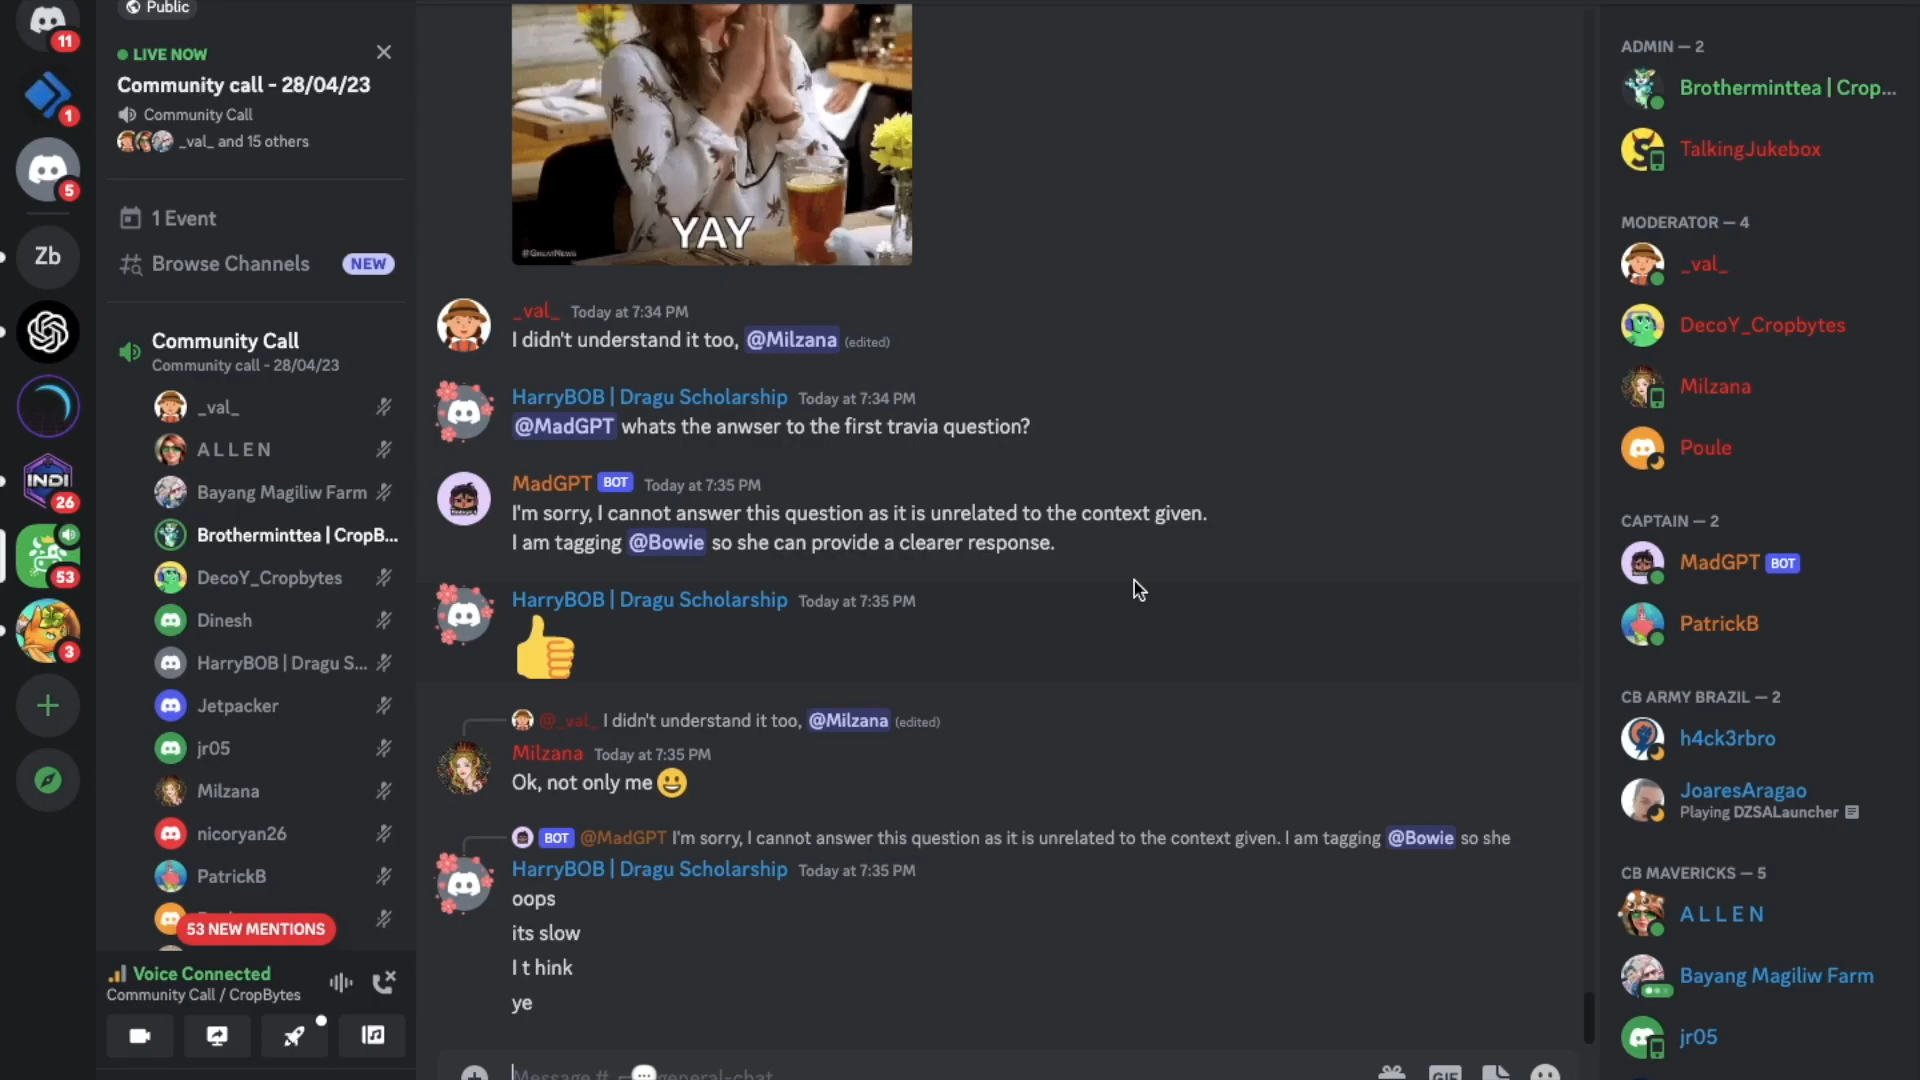 11
1
5
Zb
INDI
26
53
3
Public
LIVE NOW
Community call - 28/04/23
Community Call
_val_ and 15 others
1 Event
Browse Channels
NEW
Community Call
Community call - 28/04/23
_val_
A L L E N
Bayang Magiliw Farm
Brotherminttea | CropB...
DecoY_Cropbytes
Dinesh
HarryBOB | Dragu S...
Jetpacker
jr05
Milzana
nicoryan26
PatrickB
53 NEW MENTIONS
Voice Connected
Community Call / CropBytes
YAY
#GREATNEWS
_val_ Today at 7:34 PM
I didn't understand it too, @Milzana (edited)
HarryBOB | Dragu Scholarship Today at 7:34 PM
@MadGPT whats the anwser to the first travia question?
MadGPT BOT Today at 7:35 PM
I'm sorry, I cannot answer this question as it is unrelated to the context given.
I am tagging @Bowie so she can provide a clearer response.
HarryBOB | Dragu Scholarship Today at 7:35 PM
@_val_ I didn't understand it too, @Milzana (edited)
Milzana Today at 7:35 PM
Ok, not only me
BOT @MadGPT I'm sorry, I cannot answer this question as it is unrelated to the context given. I am tagging @Bowie so she
HarryBOB | Dragu Scholarship Today at 7:35 PM
oops
its slow
I t hink
ye
Message # general-chat
GIF
ADMIN — 2
Brotherminttea | Crop...
TalkingJukebox
MODERATOR — 4
_val_
DecoY_Cropbytes
Milzana
Poule
CAPTAIN — 2
MadGPT BOT
PatrickB
CB ARMY BRAZIL — 2
h4ck3rbro
JoaresAragao
Playing DZSALauncher
CB MAVERICKS — 5
A L L E N
Bayang Magiliw Farm
jr05